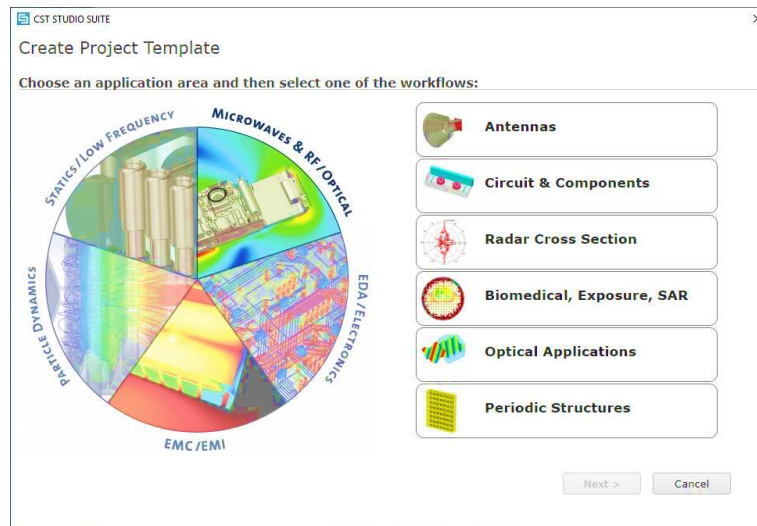 CST STUDIO SUITE
Create Project Template
Choose an application area and then select one of the workflows:
STATICS/LOW FREQUENCY
MICROWAVES & RF/OPTICAL
EDA/ELECTRONICS
EMC/EMI
PARTICLE DYNAMICS
Antennas
Circuit & Components
Radar Cross Section
Biomedical, Exposure, SAR
Optical Applications
Periodic Structures
Next >
Cancel